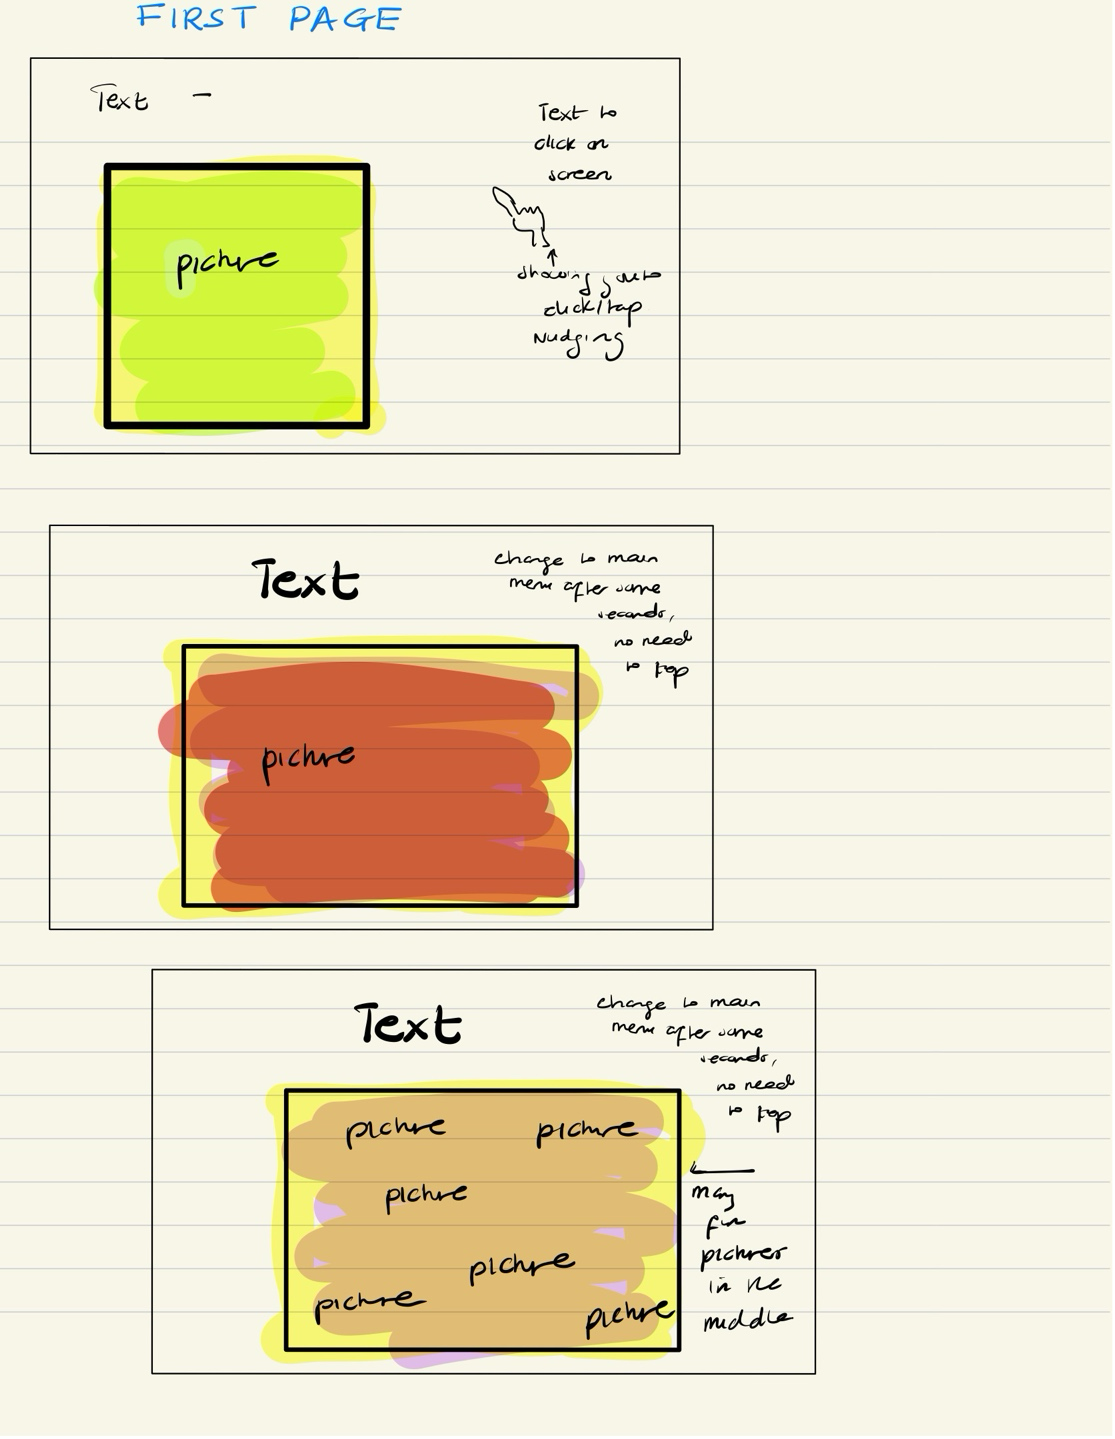 FIRST PAGE
Text -
Text to
click on
screen
picture
showing you to
click/tap
Nudging
Text
change to main
menu after some
seconds,
no need
to tap
picture
Text
change to main
menu after some
seconds,
no need
to tap
picture picture
picture
picture
picture
picture
many
fun
pictures
in the
middle